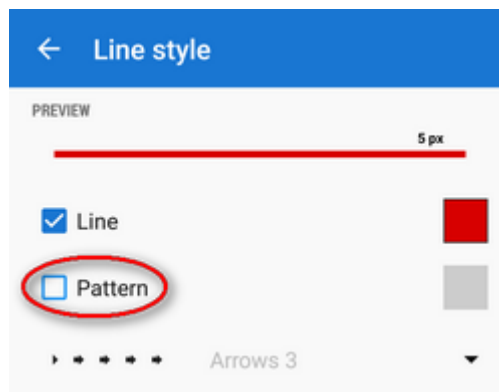 Line style
PREVIEW
5 px
Line
Pattern
Arrows 3